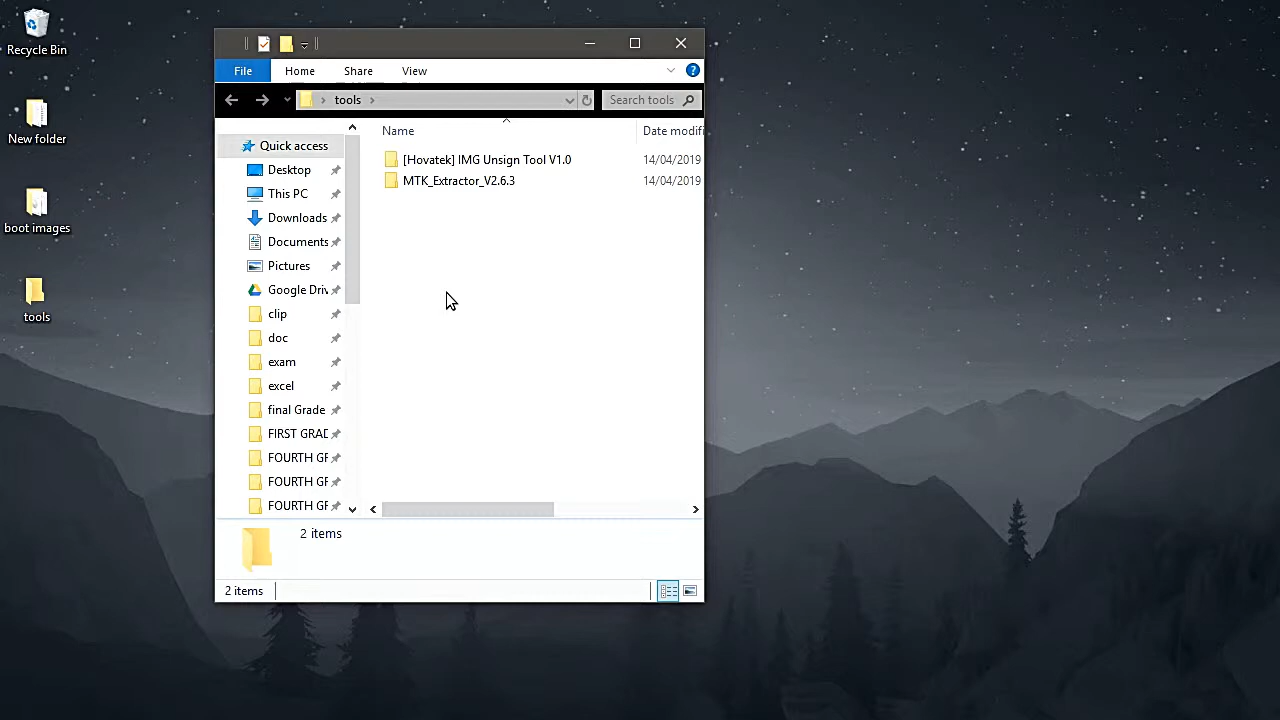 Recycle Bin
New folder
boot images
tools
File Home Share View
tools
Search tools
Name Date modifi
[Hovatek] IMG Unsign Tool V1.0 14/04/2019
MTK_Extractor_V2.6.3 14/04/2019
Quick access
Desktop
This PC
Downloads
Documents
Pictures
Google Driv
clip
doc
exam
excel
final Grade
FIRST GRAD
FOURTH GF
FOURTH GF
FOURTH GF
2 items
2 items